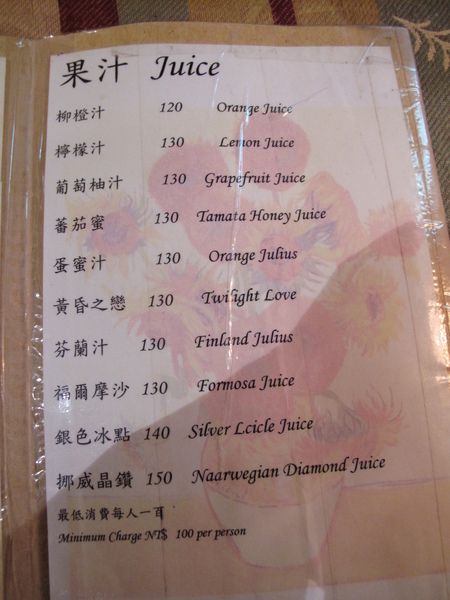 果汁 Juice
柳橙汁 120 Orange Juice
檸檬汁 130 Lemon Juice
葡萄柚汁 130 Grapefruit Juice
蕃茄蜜 130 Tamata Honey Juice
蛋蜜汁 130 Orange Julius
黃昏之戀 130 Twilight Love
芬蘭汁 130 Finland Julius
福爾摩沙 130 Formosa Juice
銀色冰點 140 Silver Lcicle Juice
挪威晶鑽 150 Naarwegian Diamond Juice
最低消費每人一百
Minimum Charge NT$ 100 per person